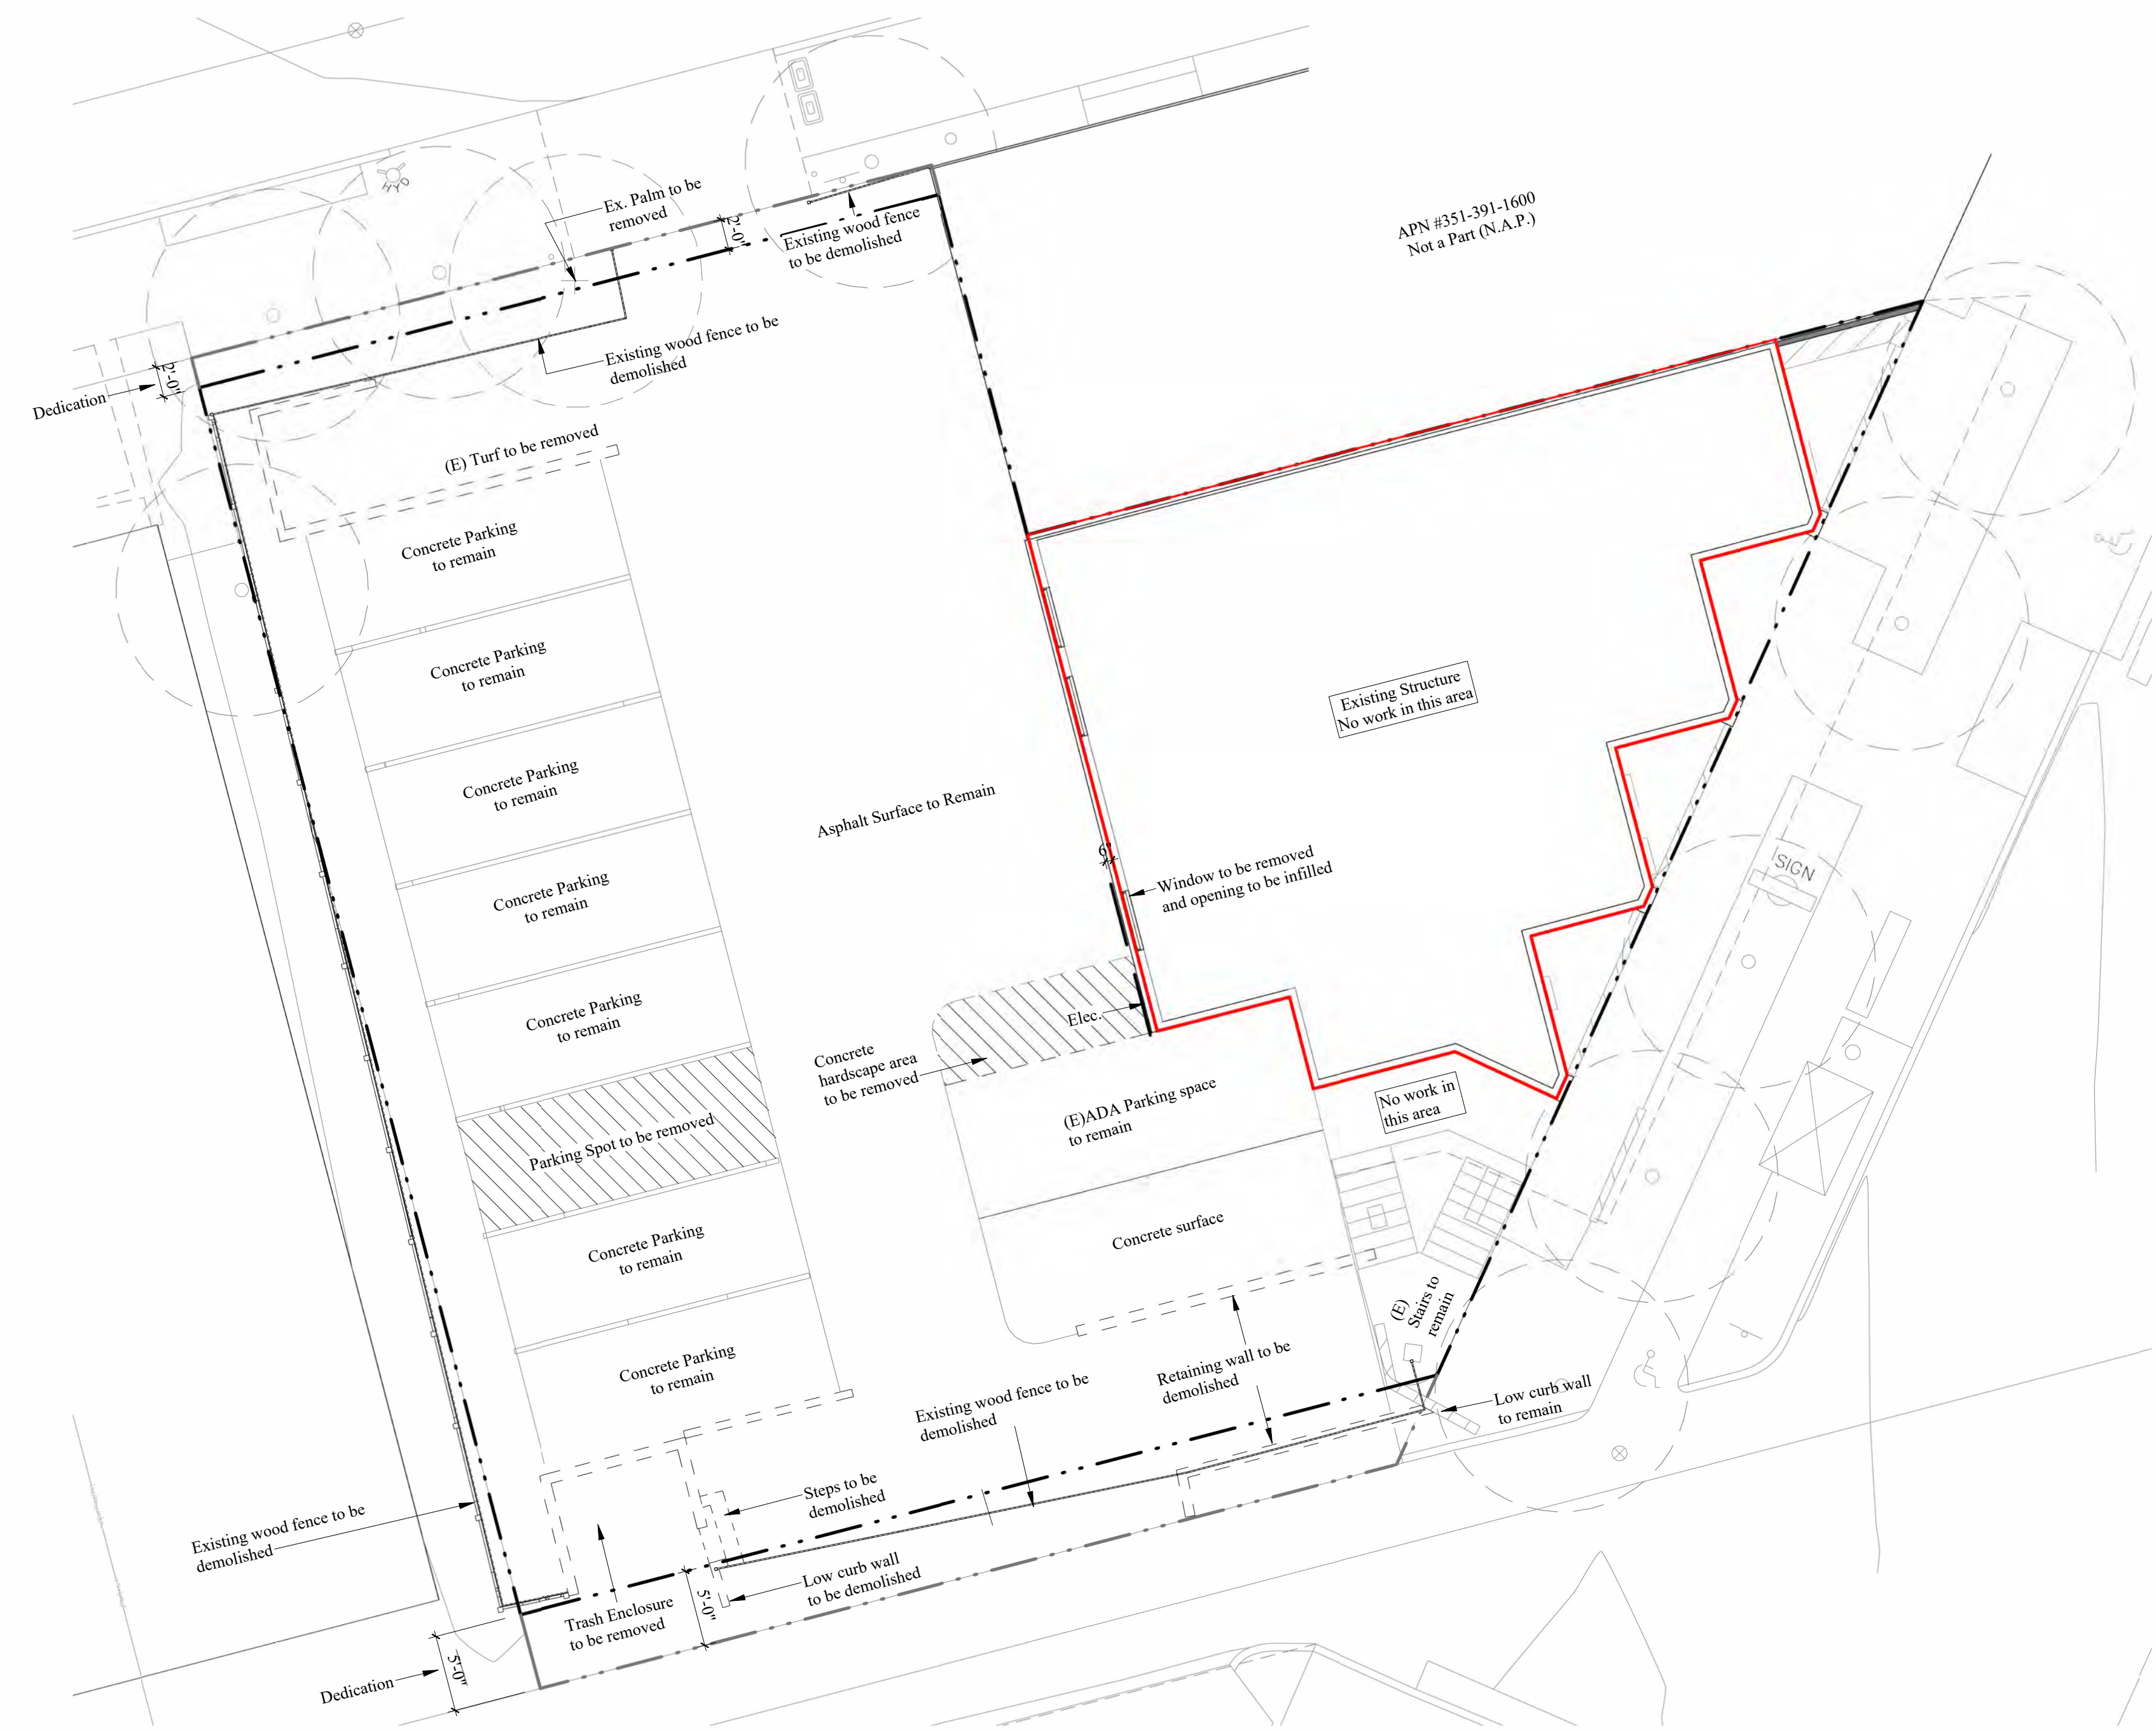 Ex. Palm to be
removed
2'-0"
Existing wood fence
to be demolished
APN #351-391-1600
Not a Part (N.A.P.)
Existing wood fence to be
demolished
Dedication
2'-0"
(E) Turf to be removed
Concrete Parking
to remain
Concrete Parking
to remain
Concrete Parking
to remain
Concrete Parking
to remain
Concrete Parking
to remain
Parking Spot to be removed
Concrete Parking
to remain
Concrete Parking
to remain
Asphalt Surface to Remain
Existing Structure
No work in this area
6"
Window to be removed
and opening to be infilled
SIGN
Elec.
Concrete
hardscape area
to be removed
(E)ADA Parking space
to remain
No work in
this area
Concrete surface
(E)
Stairs to
remain
Retaining wall to be
demolished
Existing wood fence to be
demolished
Low curb wall
to remain
Steps to be
demolished
Existing wood fence to be
demolished
Low curb wall
to be demolished
Trash Enclosure
to be removed
5'-0"
Dedication
5'-0"